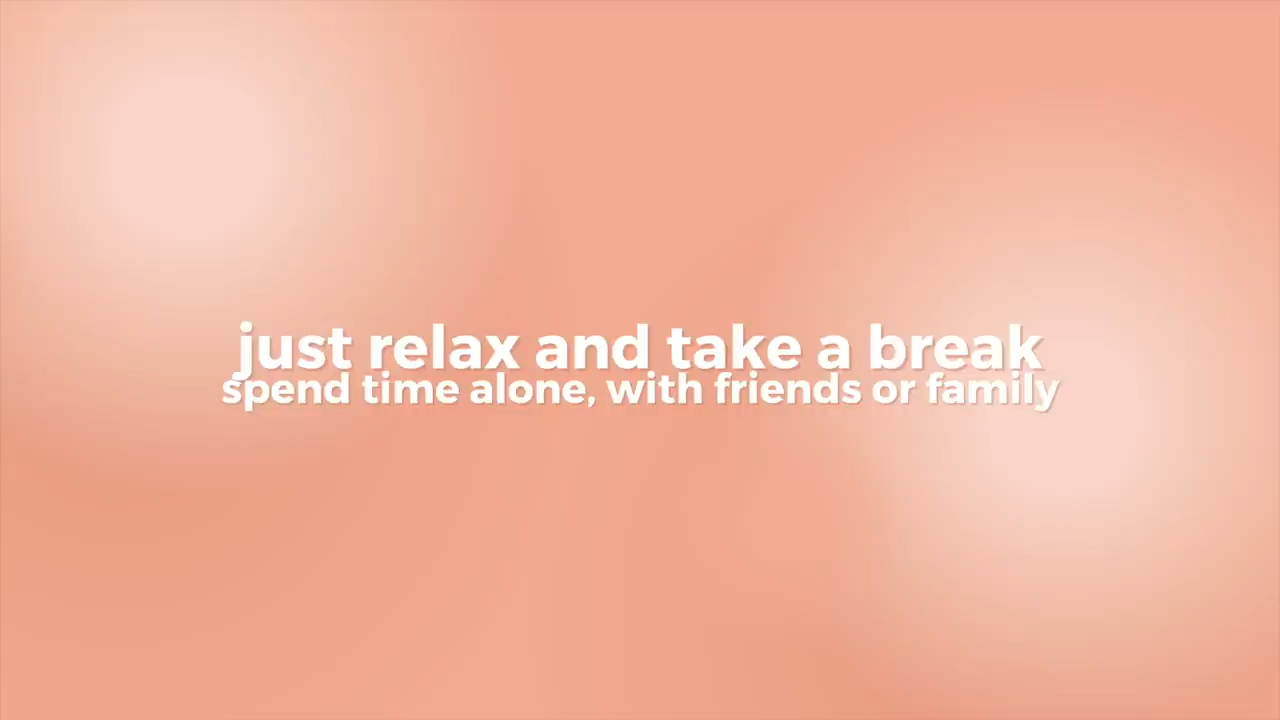 just relax and take a break
spend time alone, with friends or family